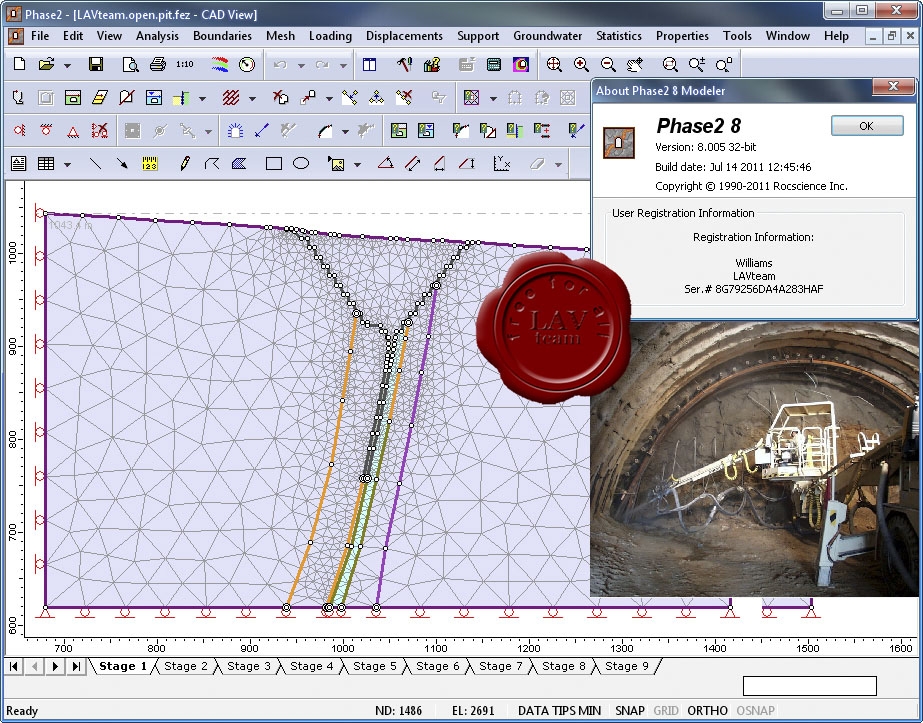 Phase2 - [LAVteam.open.pit.fez - CAD View]
File Edit View Analysis Boundaries Mesh Loading Displacements Support Groundwater Statistics Properties Tools Window Help
1:10
About Phase2 8 Modeler
Phase2 8
OK
Version: 8.005 32-bit
Build date: Jul 14 2011 12:45:46
Copyright © 1990-2011 Rocscience Inc.
User Registration Information
Registration Information:
Williams
LAVteam
Ser.# 8G79256DA4A283HAF
123
1043.4 m
free for all
LAV
team
1000
900
800
700
600
700 800 900 1000 1100 1200 1300 1400 1500 1600
Stage 1 Stage 2 Stage 3 Stage 4 Stage 5 Stage 6 Stage 7 Stage 8 Stage 9
Ready ND: 1486 EL: 2691 DATA TIPS MIN SNAP GRID ORTHO OSNAP